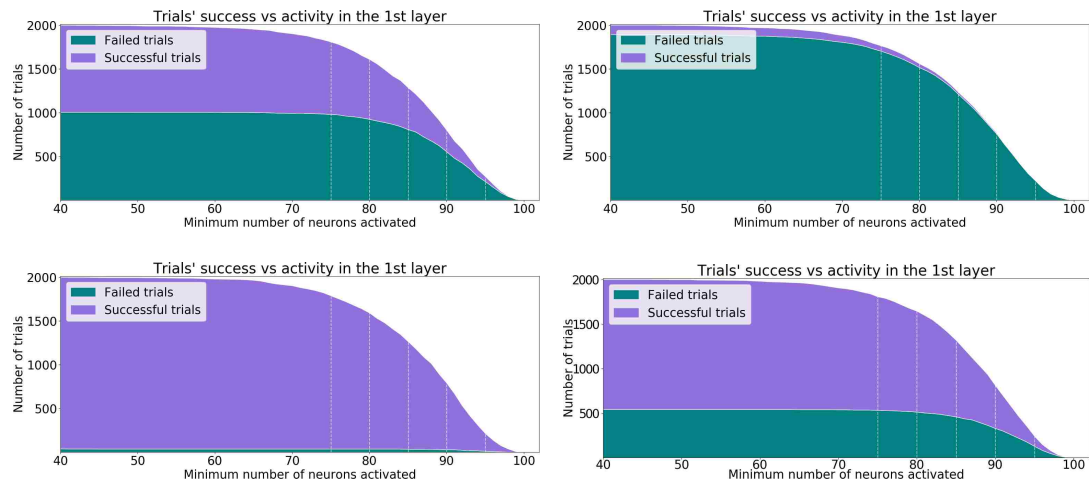 Trials' success vs activity in the 1st layer
Number of trials
2000
1500
1000
500
Failed trials
Successful trials
40 50 60 70 80 90 100
Minimum number of neurons activated
Trials' success vs activity in the 1st layer
Number of trials
2000
1500
1000
500
Failed trials
Successful trials
40 50 60 70 80 90 100
Minimum number of neurons activated
Trials' success vs activity in the 1st layer
Number of trials
2000
1500
1000
500
Failed trials
Successful trials
40 50 60 70 80 90 100
Minimum number of neurons activated
Trials' success vs activity in the 1st layer
Number of trials
2000
1500
1000
500
Failed trials
Successful trials
40 50 60 70 80 90 100
Minimum number of neurons activated